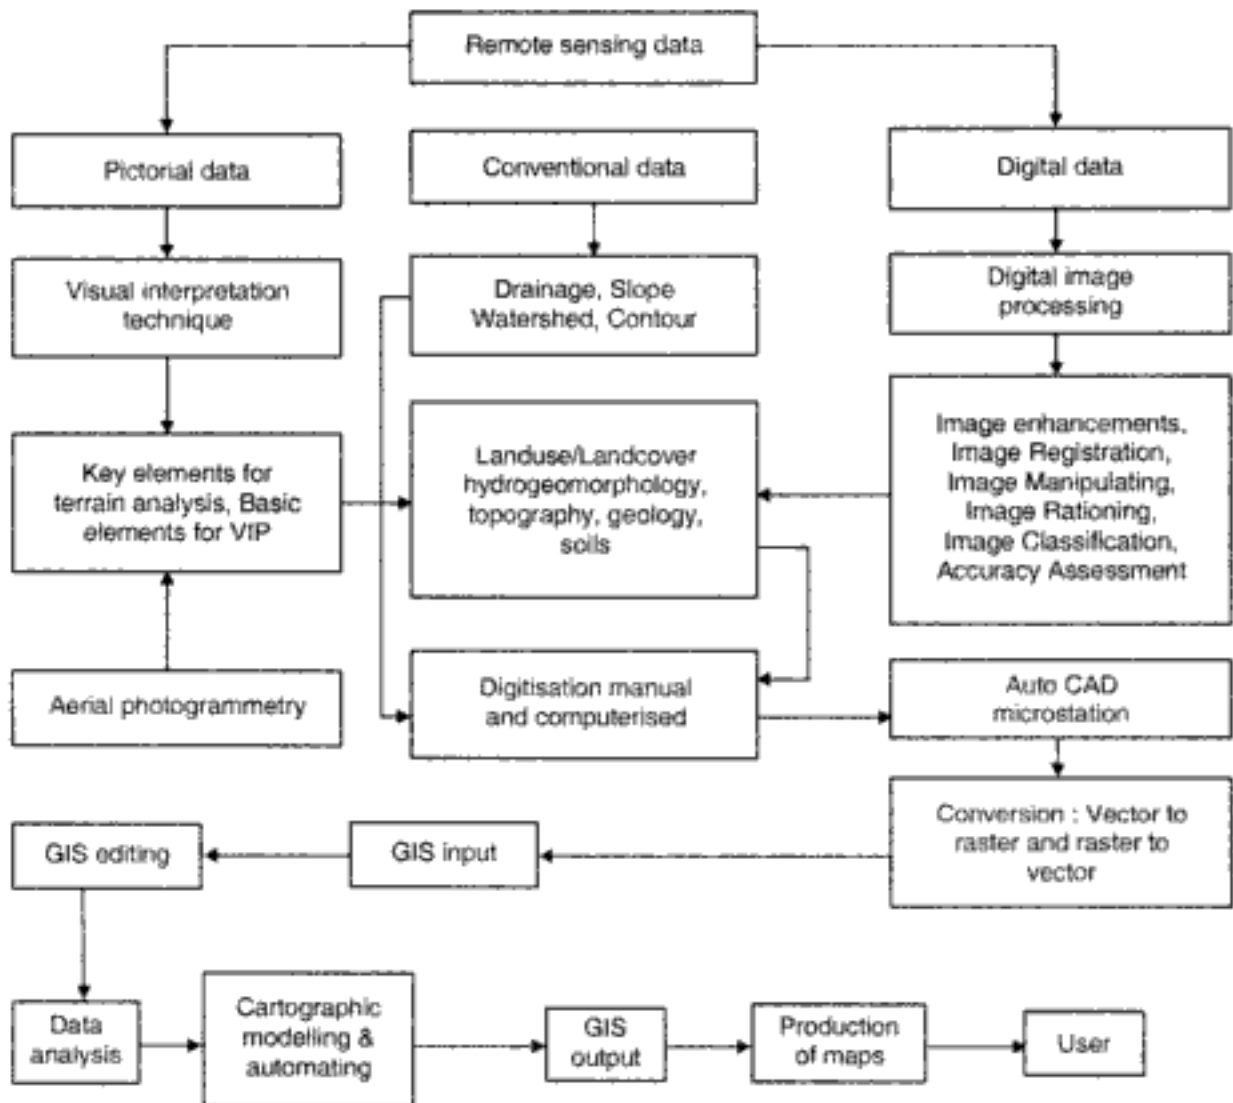 Remote sensing data
Pictorial data
Conventional data
Digital data
Visual interpretation
technique
Drainage, Slope
Watershed, Contour
Digital image
processing
Key elements for
terrain analysis, Basic
elements for VIP
Landuse/Landcover
hydrogeomorphology,
topography, geology,
soils
Image enhancements,
Image Registration,
Image Manipulating,
Image Rationing,
Image Classification,
Accuracy Assessment
Aerial photogrammetry
Digitisation manual
and computerised
Auto CAD
microstation
Conversion : Vector to
raster and raster to
vector
GIS input
GIS editing
Data
analysis
Cartographic
modelling &
automating
GIS
output
Production
of maps
User